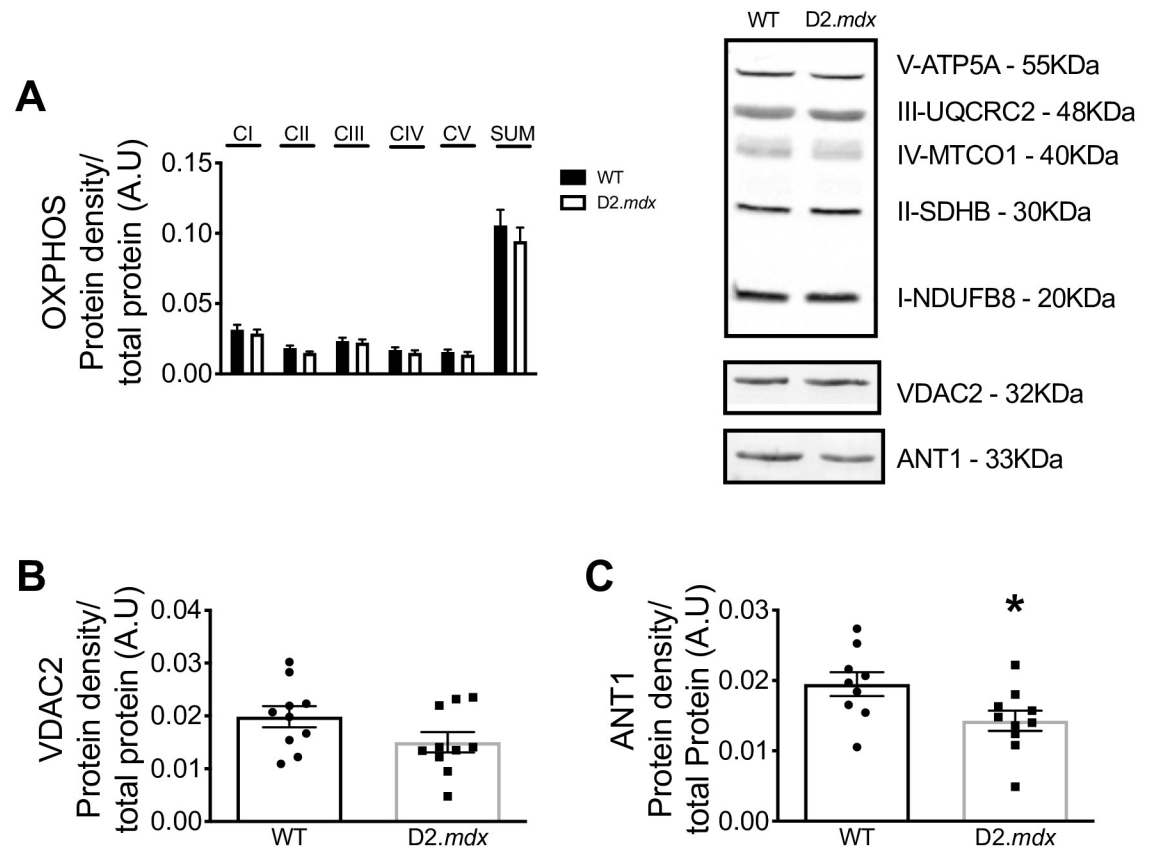 A
OXPHOS
Protein density/
total protein (A.U)
CI CII CIII CIV CV SUM
0.15
0.10
0.05
0.00
WT
D2.mdx
WT D2.mdx
V-ATP5A - 55KDa
III-UQCRC2 - 48KDa
IV-MTCO1 - 40KDa
II-SDHB - 30KDa
I-NDUFB8 - 20KDa
VDAC2 - 32KDa
ANT1 - 33KDa
B
VDAC2
Protein density/
total protein (A.U)
0.04
0.03
0.02
0.01
0.00
WT D2.mdx
C
ANT1
Protein density/
total Protein (A.U)
0.03
0.02
0.01
0.00
*
WT D2.mdx